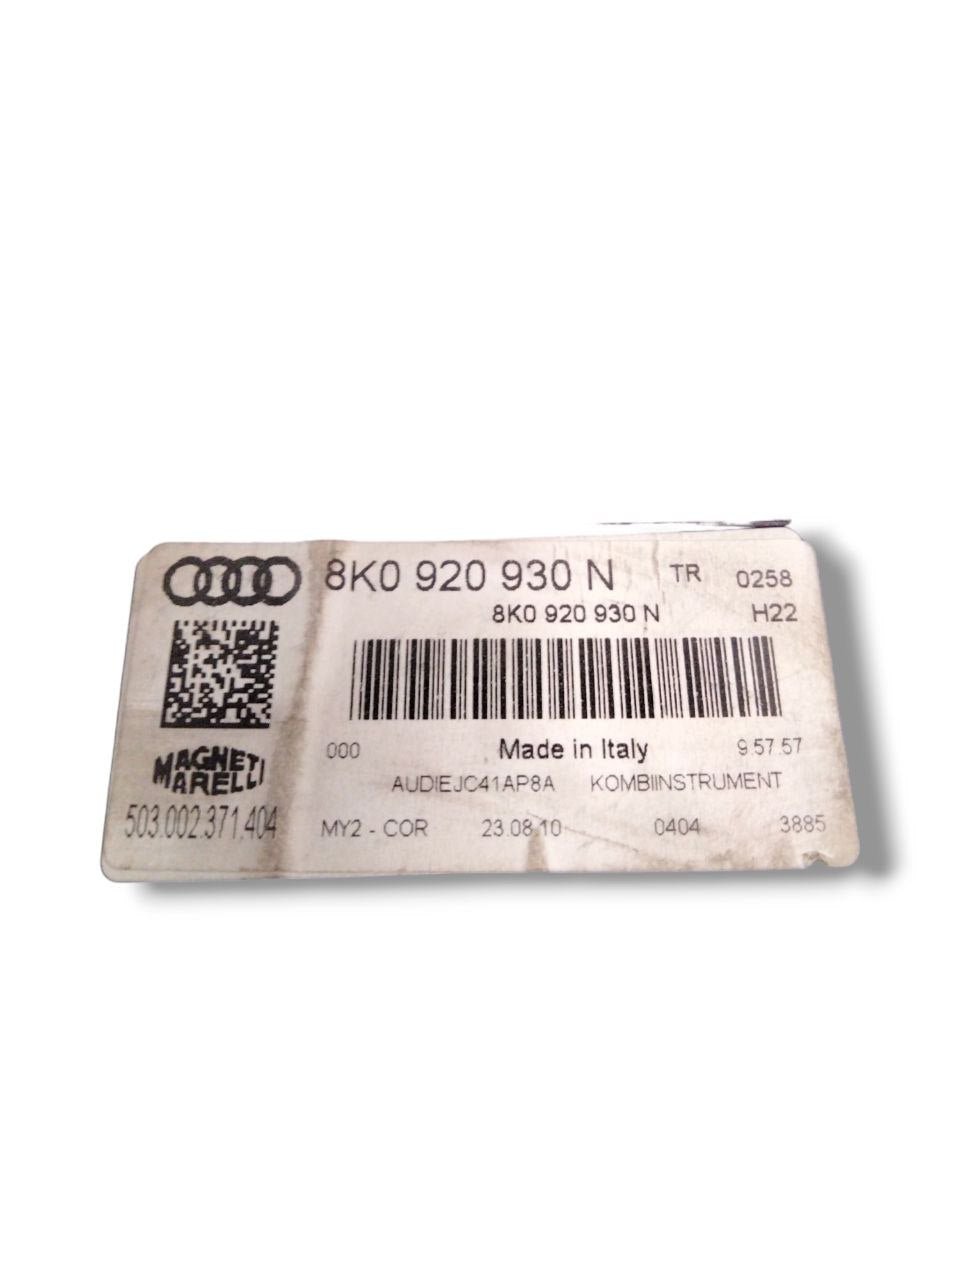 8K0 920 930 N TR 0258
8K0 920 930 N H22
000 Made in Italy 9.57.57
MAGNETI
MARELLI
AUDIEJC41AP8A KOMBIINSTRUMENT
503.002.371.404 MY2 - COR 23.08.10 0404 3885